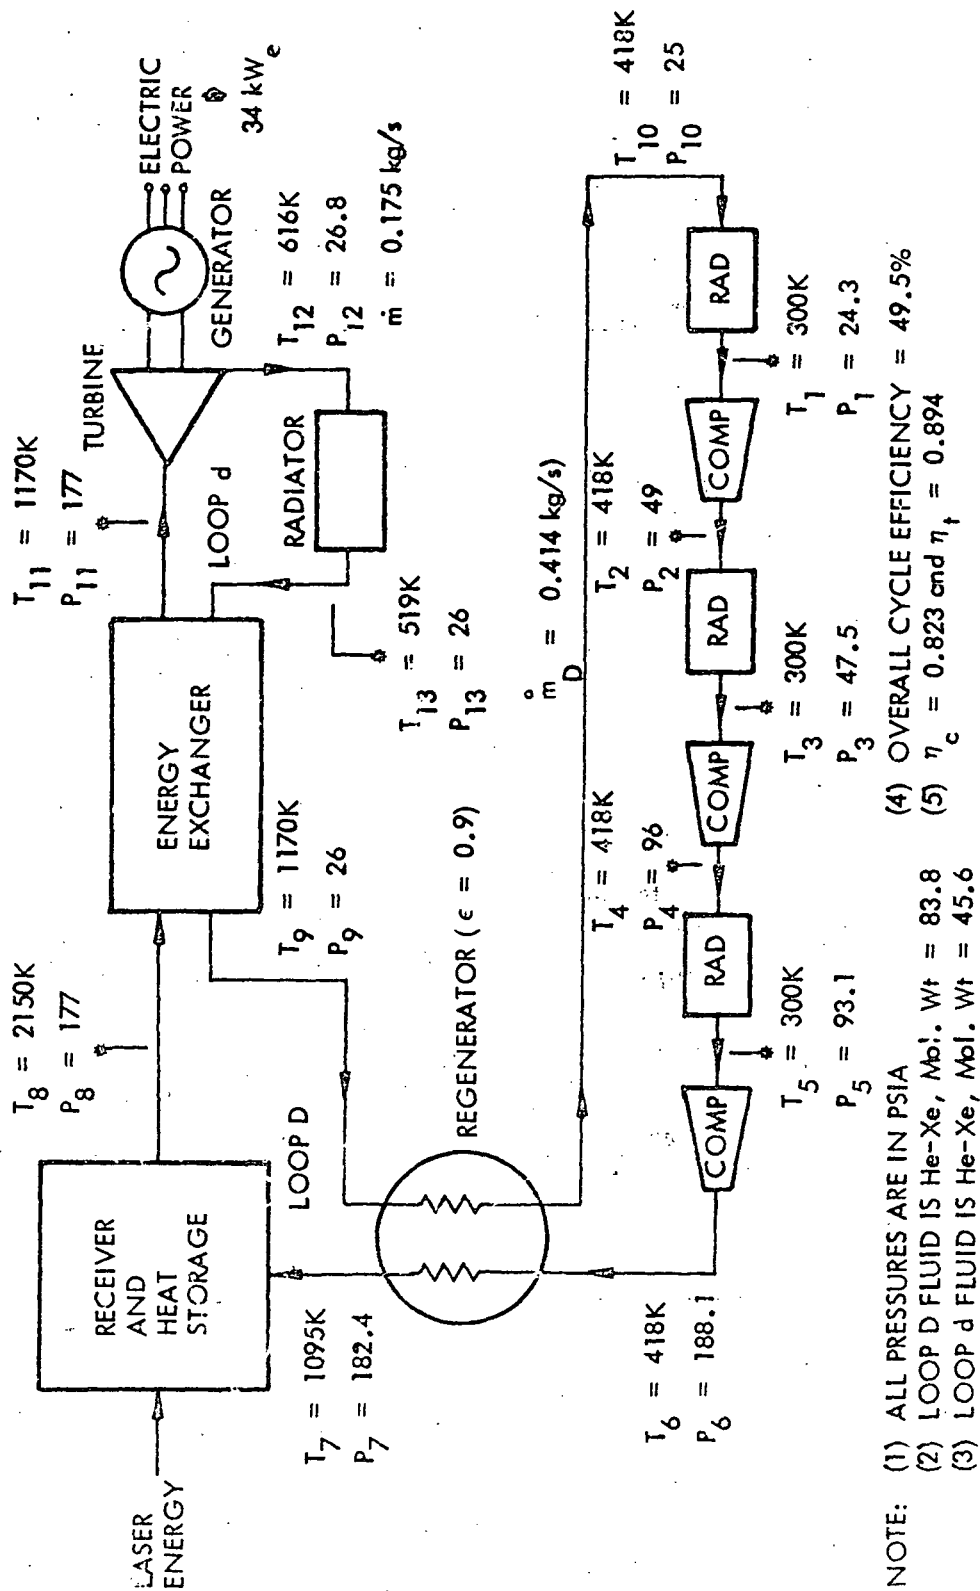 LASER
ENERGY
RECEIVER
AND
HEAT
STORAGE
T8 = 2150K
P8 = 177
ENERGY
EXCHANGER
T11 = 1170K
P11 = 177
TURBINE
ELECTRIC
POWER
34 kWe
GENERATOR
LOOP d
T12 = 616K
P12 = 26.8
ṁ = 0.175 kg/s
RADIATOR
T13 = 519K
P13 = 26
T9 = 1170K
P9 = 26
LOOP D
T7 = 1095K
P7 = 182.4
REGENERATOR (ϵ = 0.9)
ṁD = 0.414 kg/s)
T10 = 418K
P10 = 25
T6 = 418K
P6 = 188.1
COMP
T5 = 300K
P5 = 93.1
RAD
T4 = 418K
P4 = 96
COMP
T3 = 300K
P3 = 47.5
RAD
T2 = 418K
P2 = 49
COMP
T1 = 300K
P1 = 24.3
RAD
NOTE: (1) ALL PRESSURES ARE IN PSIA
(2) LOOP D FLUID IS He-Xe, Mol. Wt = 83.8
(3) LOOP d FLUID IS He-Xe, Mol. Wt = 45.6
(4) OVERALL CYCLE EFFICIENCY = 49.5%
(5) ηc = 0.823 and ηt = 0.894